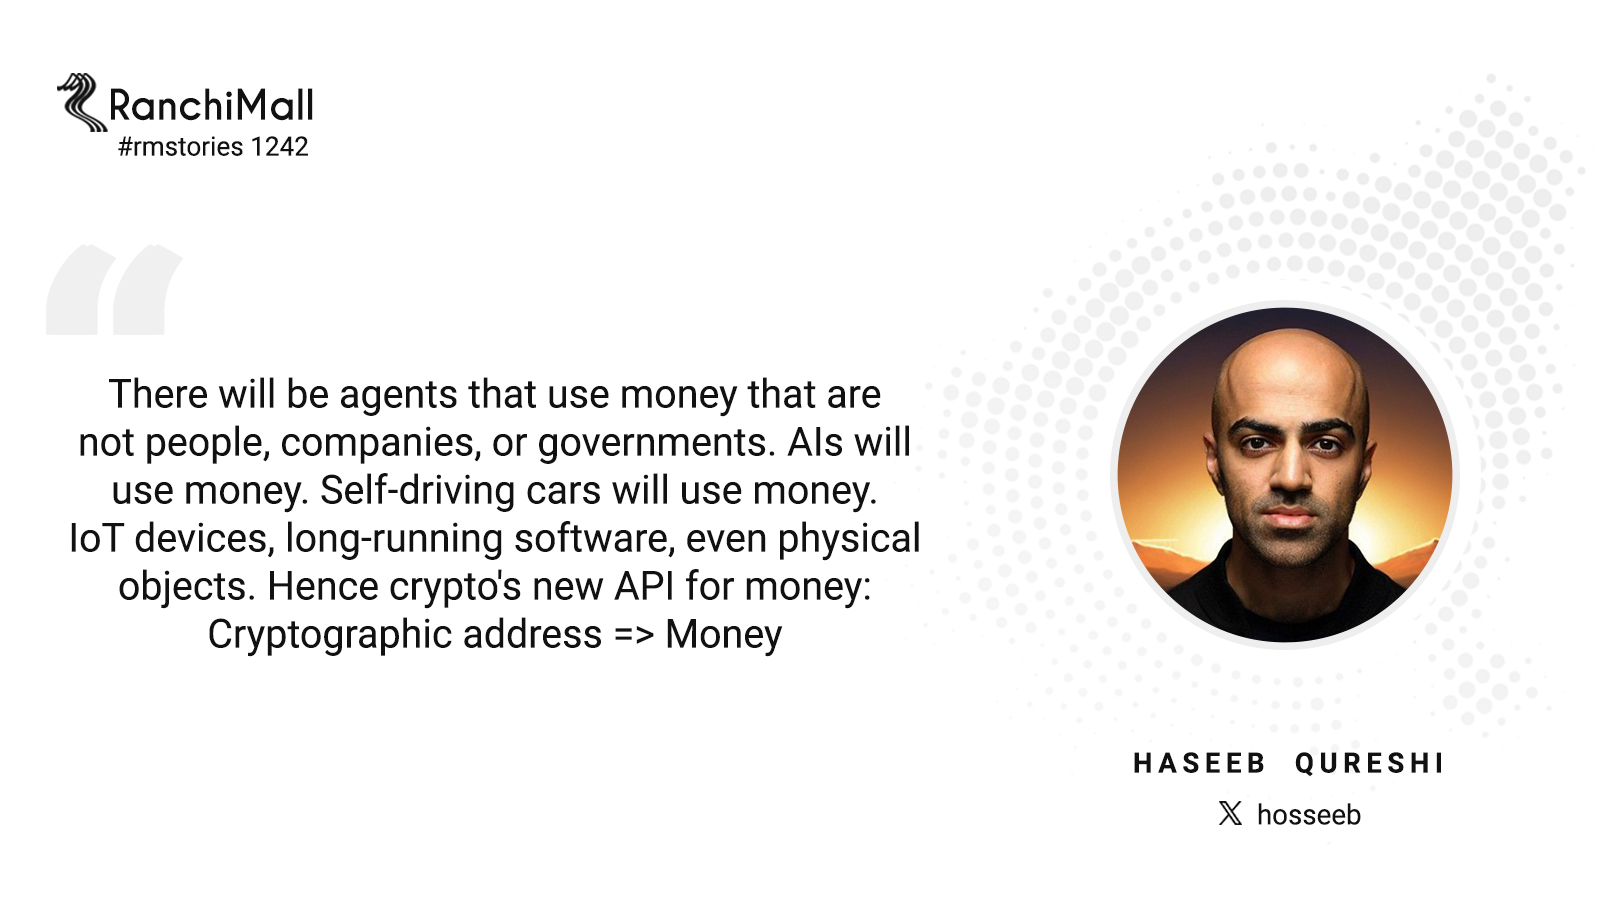 RanchiMall
#rmstories 1242
“
There will be agents that use money that are
not people, companies, or governments. AIs will
use money. Self-driving cars will use money.
IoT devices, long-running software, even physical
objects. Hence crypto's new API for money:
Cryptographic address => Money
HASEEB QURESHI
𝕏 hosseeb